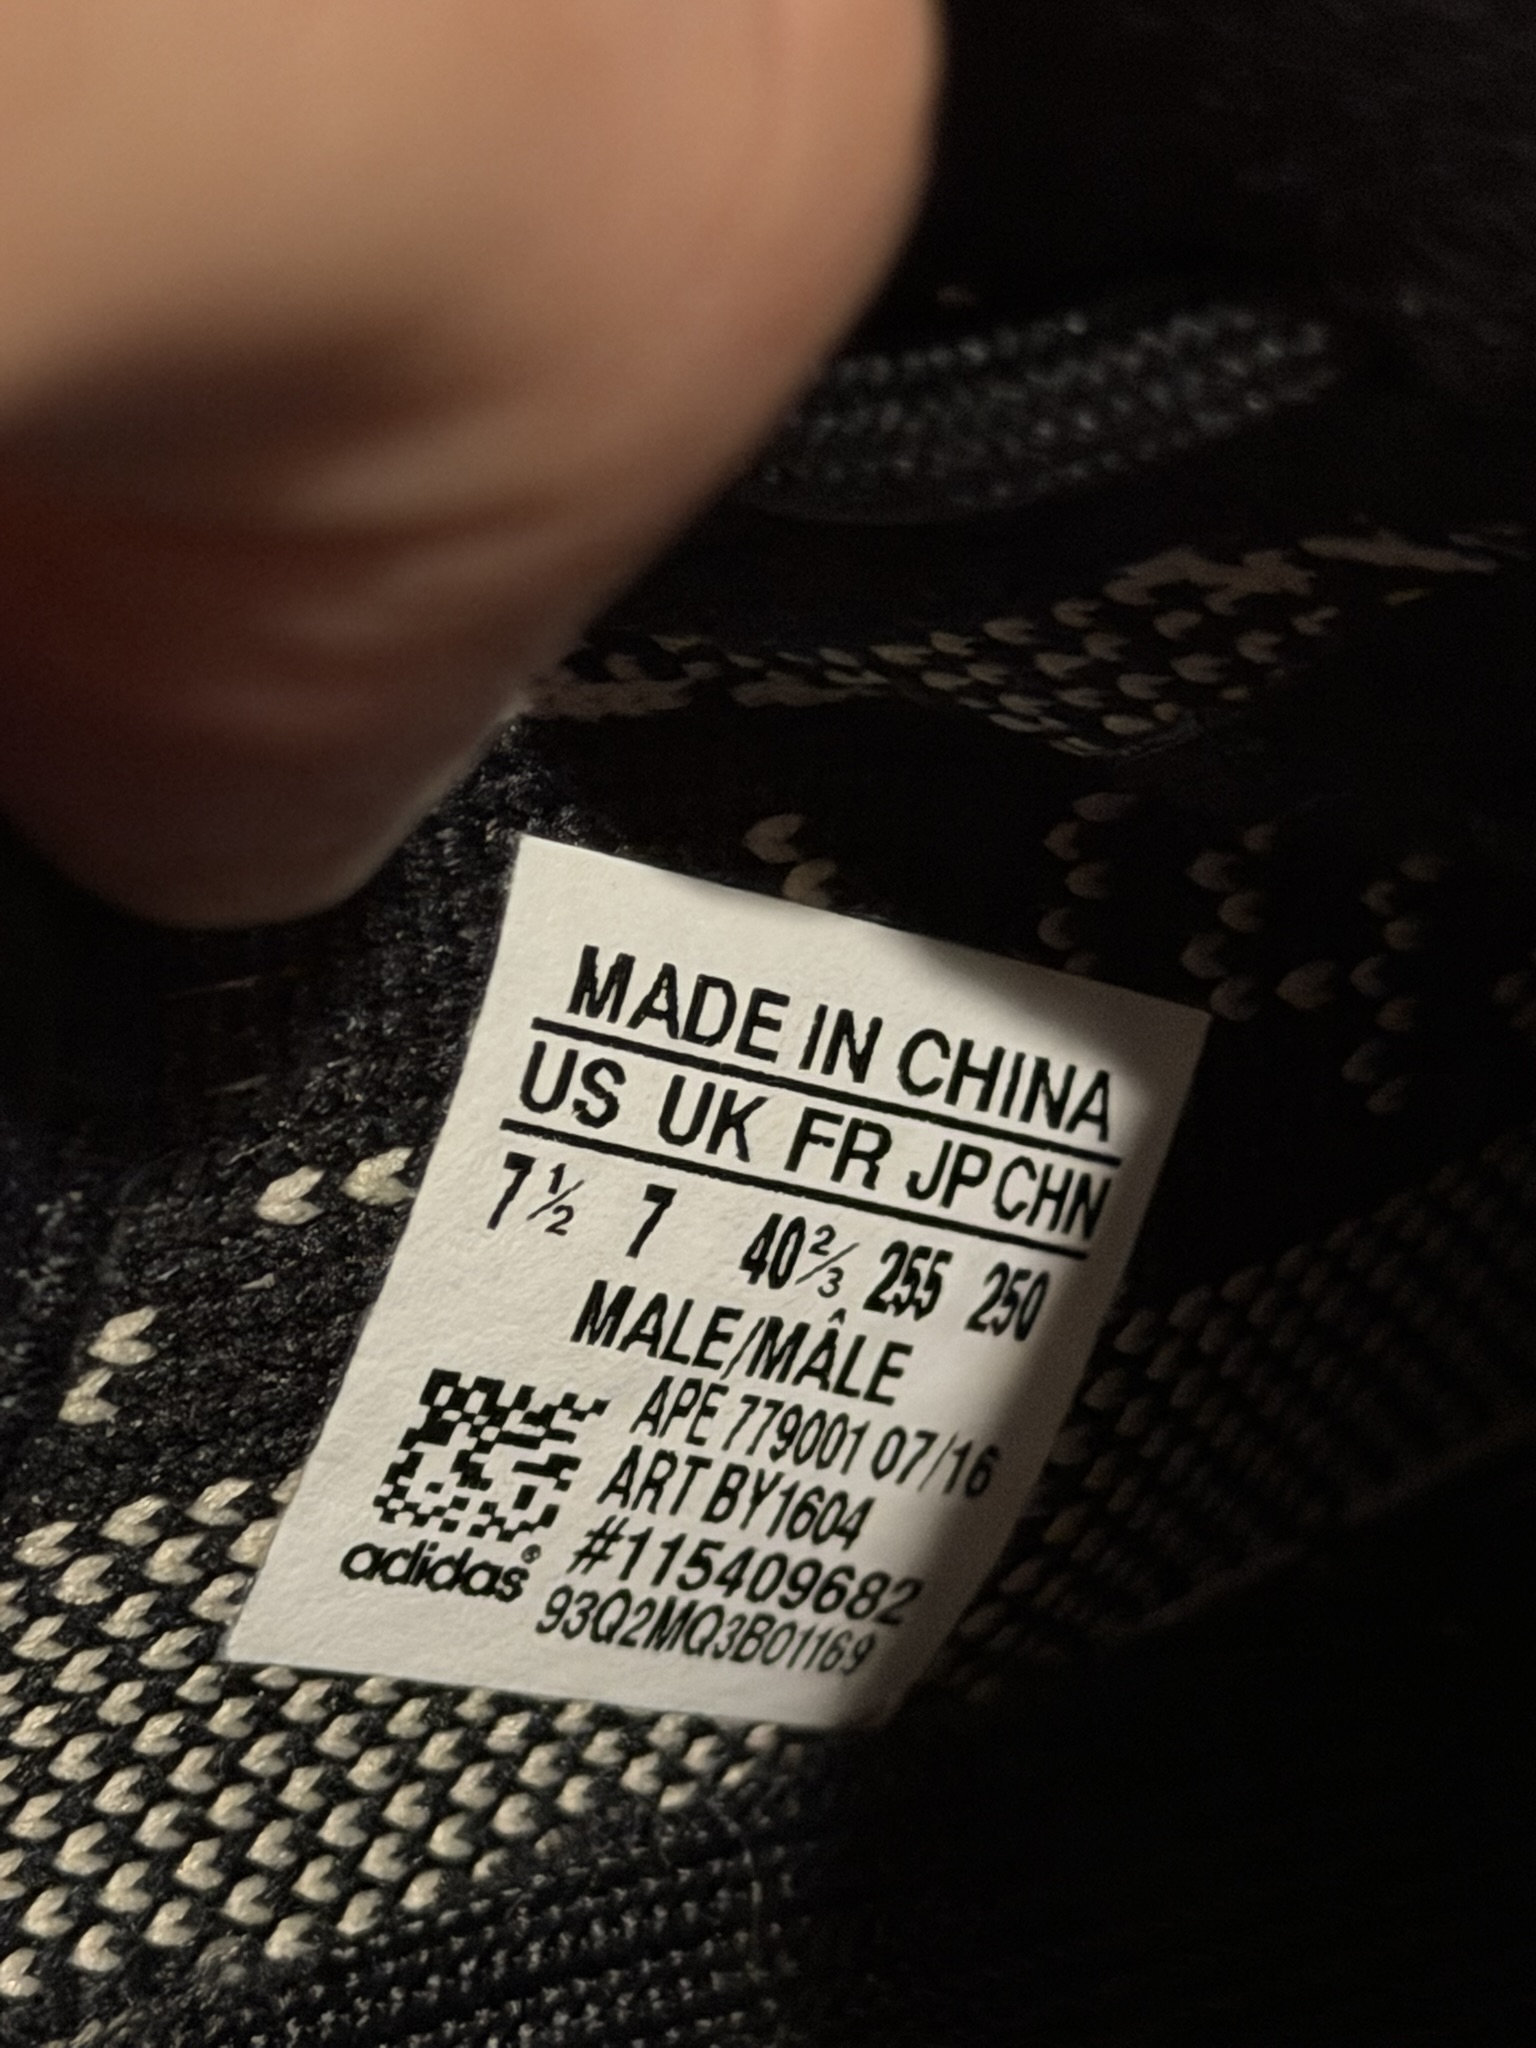 MADE IN CHINA
US UK FR JP CHN
7½ 7 40⅔ 255 250
MALE/MÂLE
APE 779001 07/16
ART BY1604
#115409682
adidas®
93Q2MQ3B01169